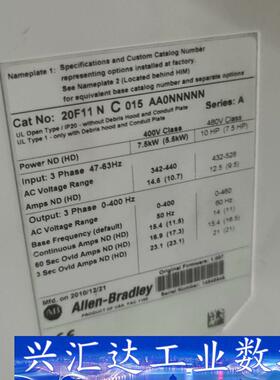 Nameplate 1: Specifications and Custom Catalog Number
representing options installed at factory.
See Nameplate 2 (located behind HIM)
for equivalent base catalog number and separate options
Cat No: 20F11 N C 015 AA0NNNNN
UL Open Type / IP20 - without Debris Hood and Conduit Plate
UL Type 1 - only with Debris Hood and Conduit Plate
Series: A
400V Class 480V Class
Power ND (HD) 7.5kW (5.5kW) 10 HP (7.5 HP)
Input: 3 Phase 47-63Hz
AC Voltage Range 342-440 432-528
Amps ND (HD) 14.6 (10.7) 12.5 (9.5)
Output: 3 Phase 0-400 Hz
AC Voltage Range 0-400 0-460
Base Frequency (default) 50 Hz 60 Hz
Continuous Amps ND (HD) 15.4 (11.5) 14 (11)
60 Sec Ovld Amps ND (HD) 16.9 (17.3) 15.4 (16.5)
3 Sec Ovld Amps ND (HD) 23.1 (23.1) 21 (21)
Mfg. on 2010/12/21
Original Firmware:
Serial Number:
AB Allen-Bradley
CE
兴汇达工业数